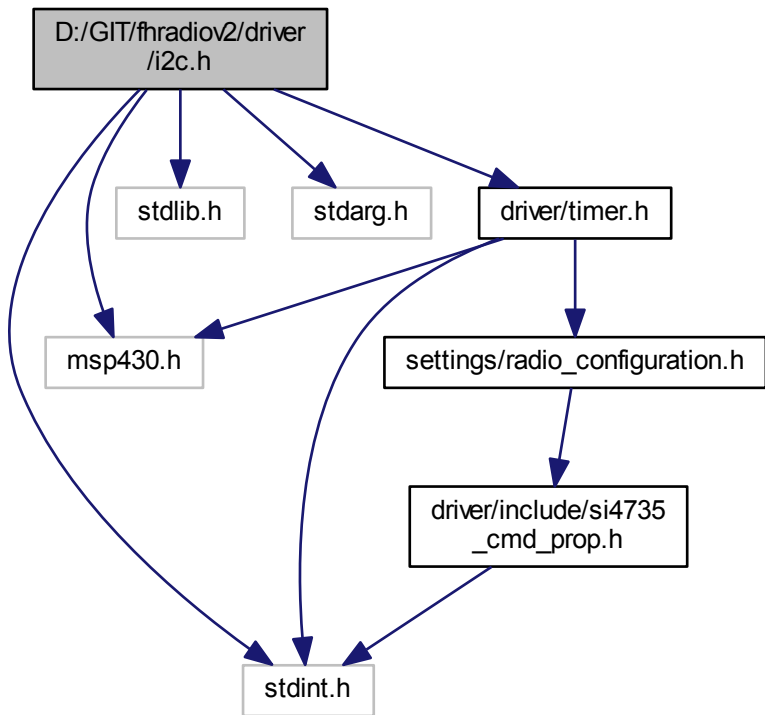 D:/GIT/fhradiov2/driver
/i2c.h
stdlib.h
stdarg.h
driver/timer.h
msp430.h
settings/radio_configuration.h
driver/include/si4735
_cmd_prop.h
stdint.h